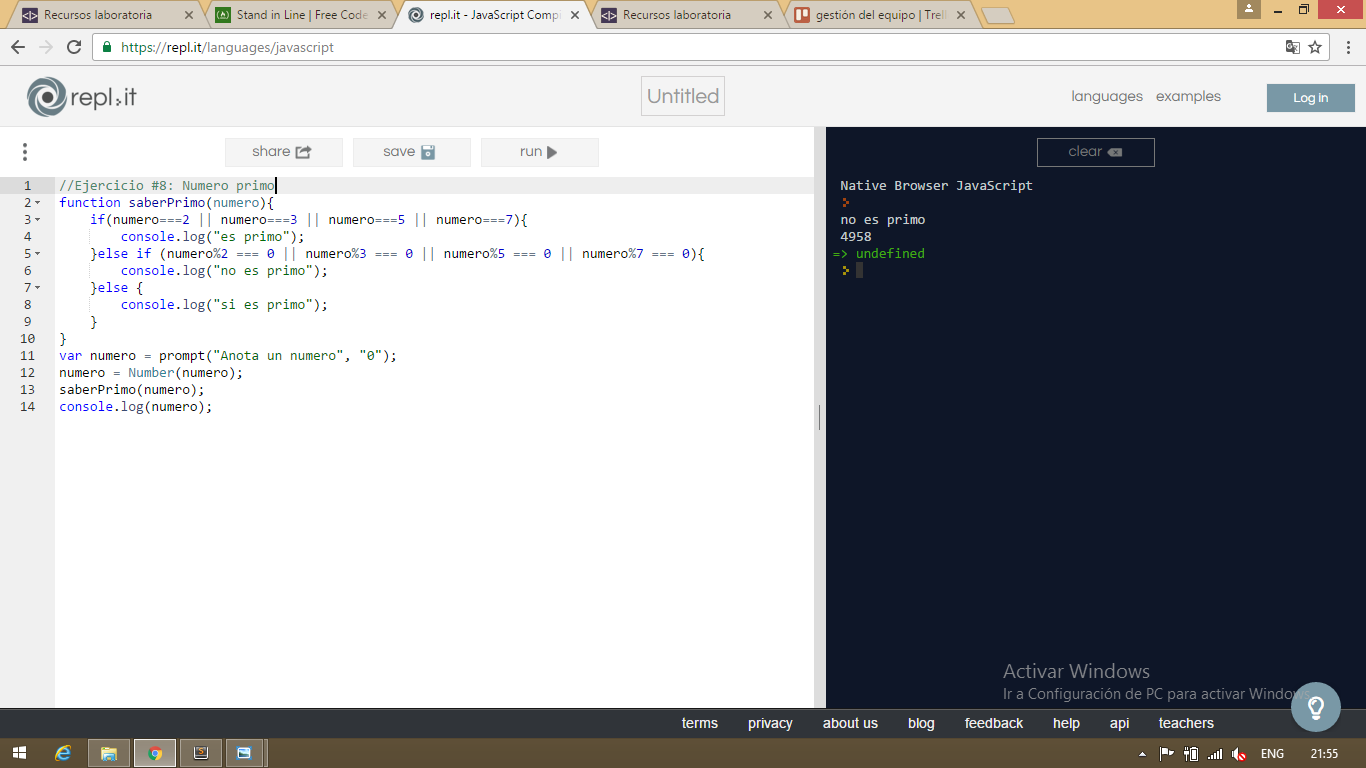 Recursos laboratoria
Stand in Line | Free Code
repl.it - JavaScript Compi
Recursos laboratoria
gestión del equipo | Trell
https://repl.it/languages/javascript
repl.it
Untitled
languages
examples
Log in
share
save
run
clear
1 //Ejercicio #8: Numero primo
2 function saberPrimo(numero){
3 if(numero===2 || numero===3 || numero===5 || numero===7){
4 console.log("es primo");
5 }else if (numero%2 === 0 || numero%3 === 0 || numero%5 === 0 || numero%7 === 0){
6 console.log("no es primo");
7 }else {
8 console.log("si es primo");
9 }
10 }
11 var numero = prompt("Anota un numero", "0");
12 numero = Number(numero);
13 saberPrimo(numero);
14 console.log(numero);
Native Browser JavaScript
no es primo
4958
=> undefined
Activar Windows
Ir a Configuración de PC para activar Windows.
terms
privacy
about us
blog
feedback
help
api
teachers
ENG
21:55